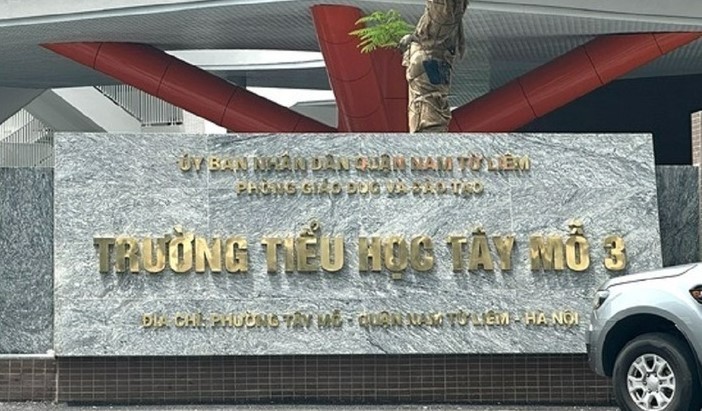 ỦY BAN NHÂN DÂN QUẬN NAM TỪ LIÊM
PHÒNG GIÁO DỤC VÀ ĐÀO TẠO
TRƯỜNG TIỂU HỌC TÂY MỖ 3
ĐỊA CHỈ: PHƯỜNG TÂY MỖ - QUẬN NAM TỪ LIÊM - HÀ NỘI